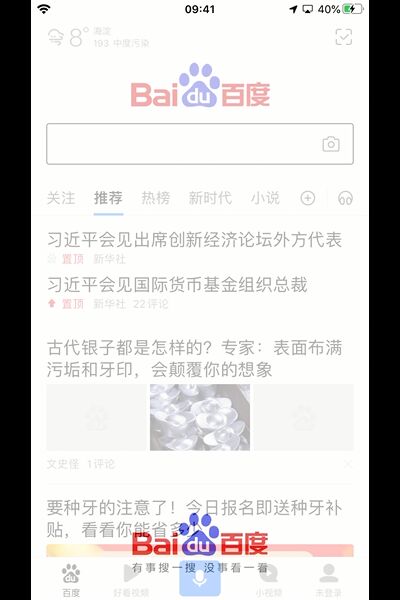 09:41
40%
8°
海淀
193 中度污染
Bai du 百度
关注 推荐 热榜 新时代 小说
习近平会见出席创新经济论坛外方代表
置顶 新华社
习近平会见国际货币基金组织总裁
置顶 新华社 22评论
古代银子都是怎样的？专家：表面布满
污垢和牙印，会颠覆你的想象
文史怪 1评论
要种牙的注意了！今日报名即送种牙补
贴，看看你能省多少
Bai du 百度
有事搜一搜 没事看一看
百度 好看视频 小视频 未登录